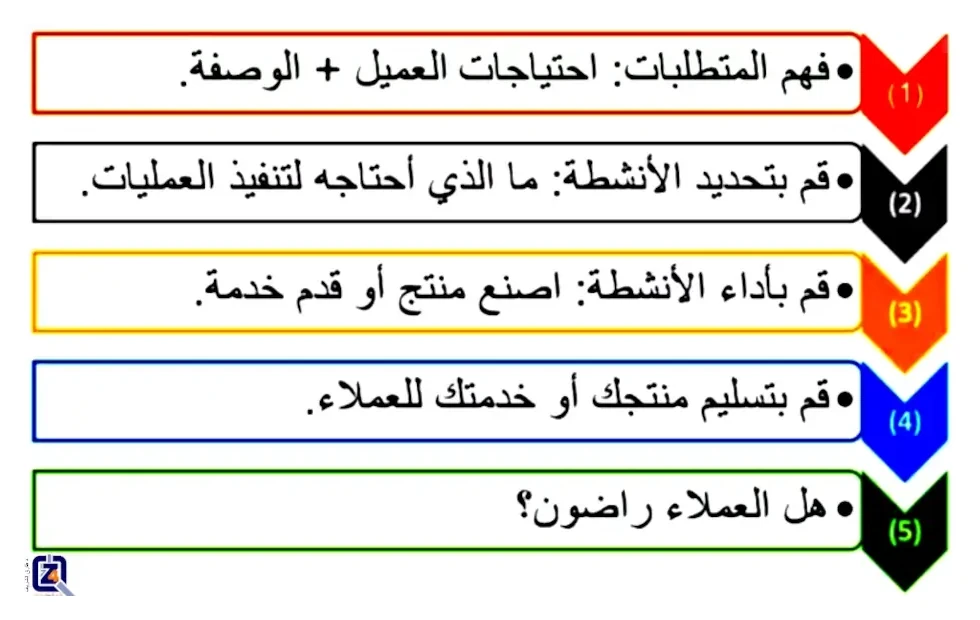 (1)
• فهم المتطلبات: احتياجات العميل + الوصفة.
(2)
• قم بتحديد الأنشطة: ما الذي أحتاجه لتنفيذ العمليات.
(3)
• قم بأداء الأنشطة: اصنع منتج أو قدم خدمة.
(4)
• قم بتسليم منتجك أو خدمتك للعملاء.
(5)
• هل العملاء راضون؟
Z4